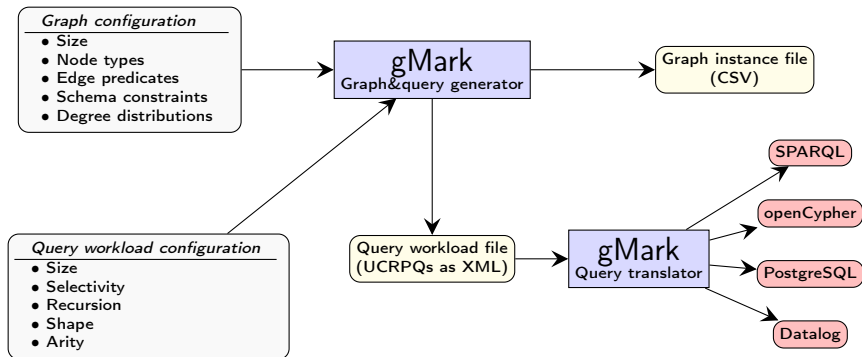 Graph configuration
• Size
• Node types
• Edge predicates
• Schema constraints
• Degree distributions
gMark
Graph&query generator
Graph instance file
(CSV)
Query workload configuration
• Size
• Selectivity
• Recursion
• Shape
• Arity
Query workload file
(UCRPQs as XML)
gMark
Query translator
SPARQL
openCypher
PostgreSQL
Datalog